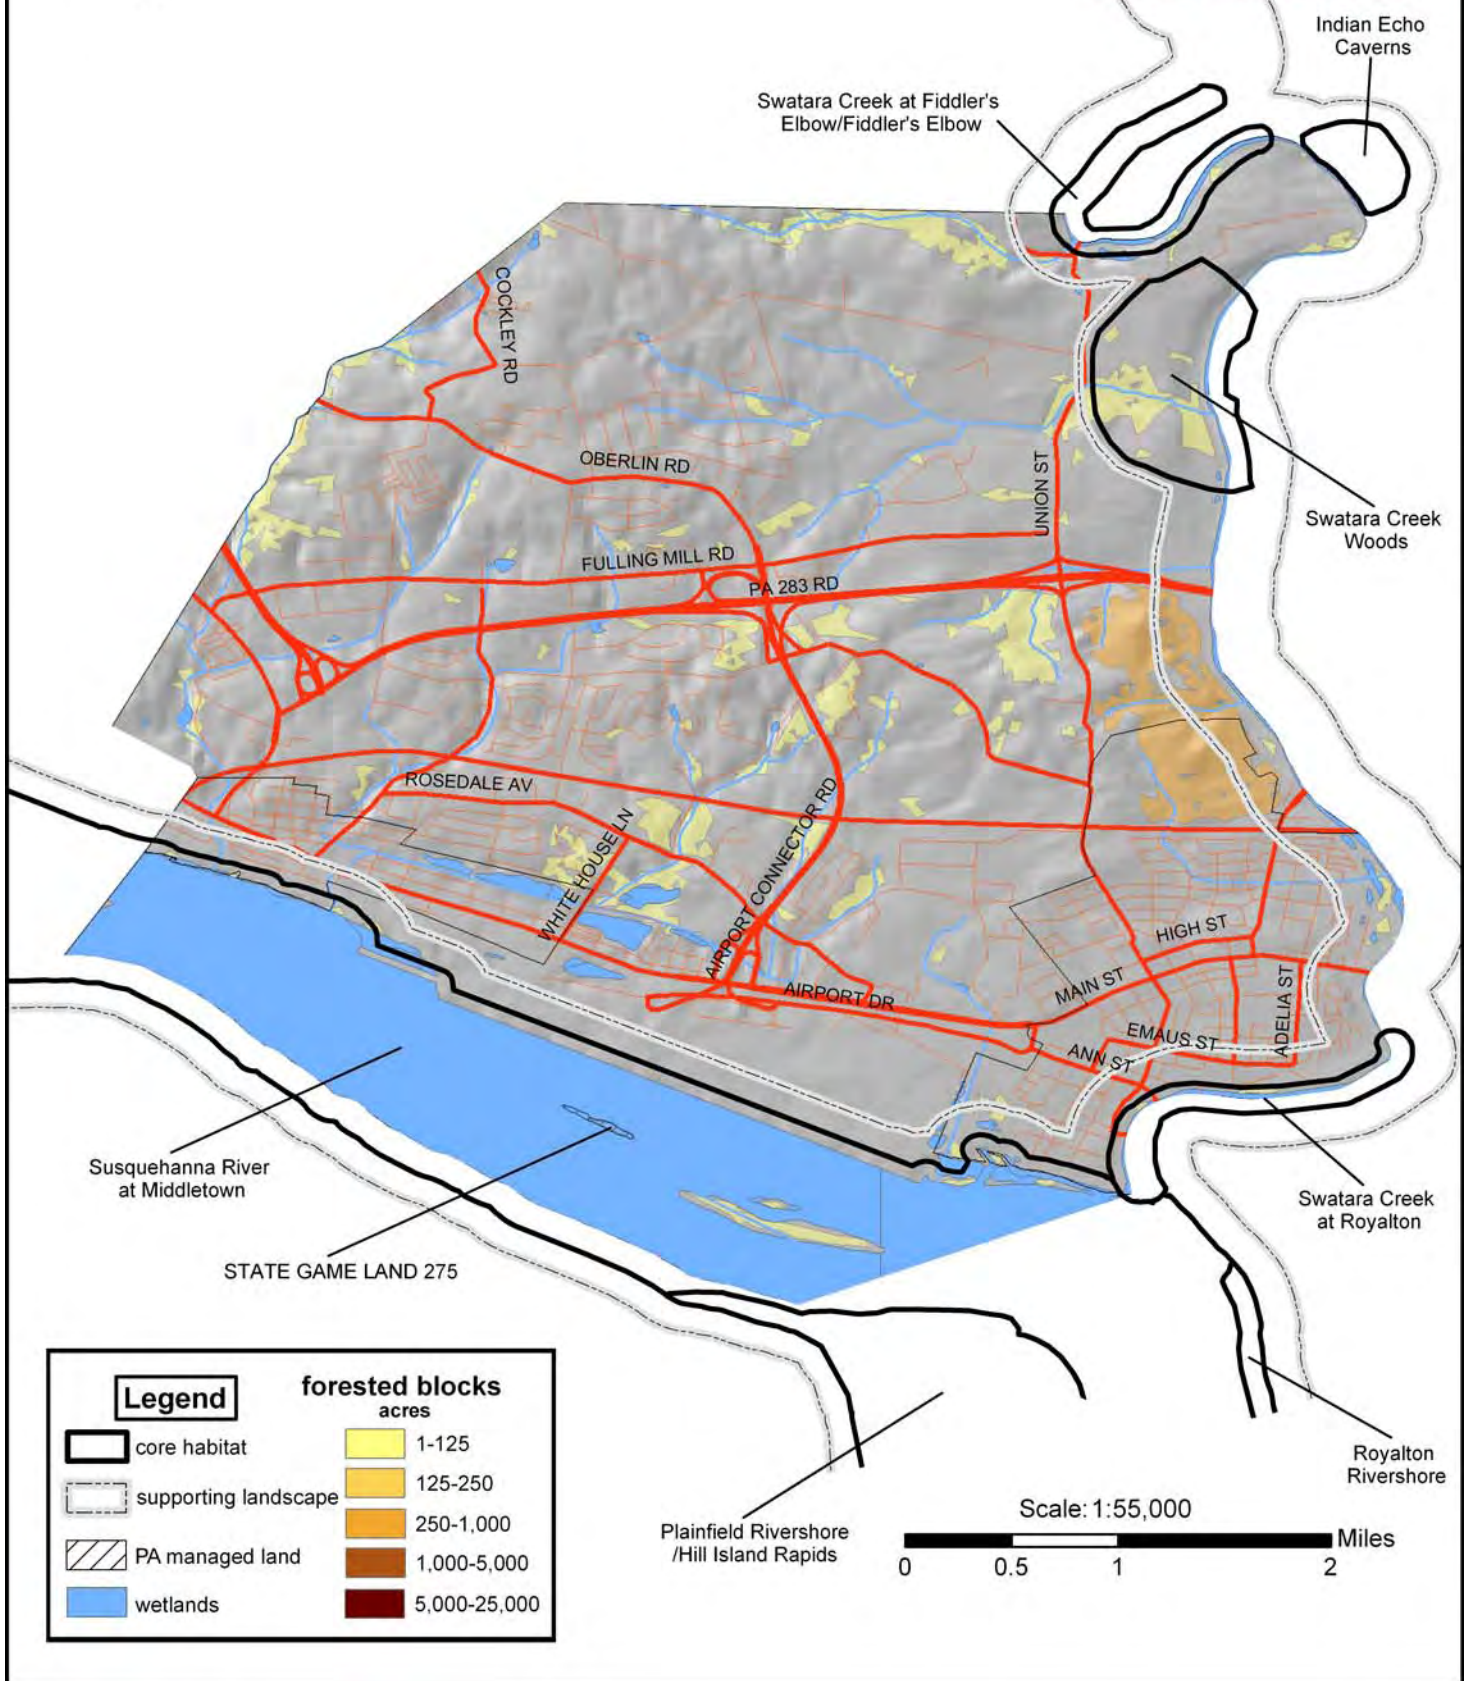 Indian Echo
Caverns
Swatara Creek at Fiddler's
Elbow/Fiddler's Elbow
COCKLEY RD
OBERLIN RD
UNION ST
Swatara Creek
Woods
FULLING MILL RD
PA 283 RD
ROSEDALE AV
WHITE HOUSE LN
AIRPORT CONNECTOR RD
HIGH ST
MAIN ST
AIRPORT DR
ADELIA ST
EMAUS ST
ANN ST
Susquehanna River
at Middletown
Swatara Creek
at Royalton
STATE GAME LAND 275
Royalton
Rivershore
Plainfield Rivershore
/Hill Island Rapids
Legend
core habitat
supporting landscape
PA managed land
wetlands
forested blocks
acres
1-125
125-250
250-1,000
1,000-5,000
5,000-25,000
Scale: 1:55,000
Miles
0 0.5 1 2